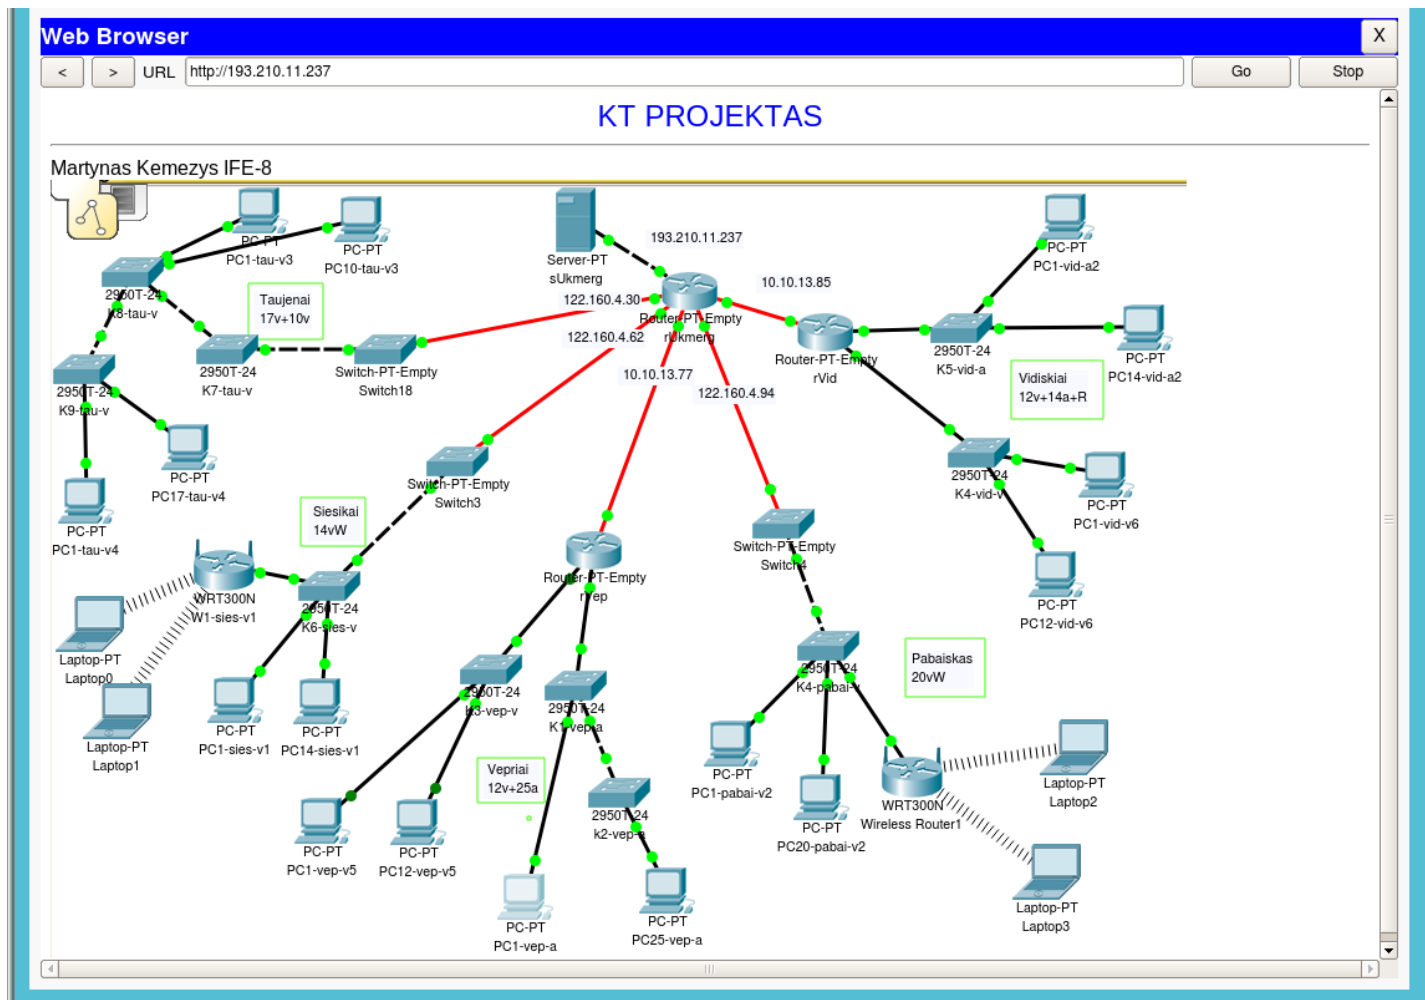 Web Browser
X
<
>
URL
http://193.210.11.237
Go
Stop
KT PROJEKTAS
Martynas Kemezys IFE-8
PC-PT
PC1-tau-v3
PC-PT
PC10-tau-v3
2950T-24
K8-tau-v
Taujenai
17v+10v
Server-PT
sUkmerg
193.210.11.237
10.10.13.85
122.160.4.30
122.160.4.62
Router-PT-Empty
rUkmerg
10.10.13.77
122.160.4.94
Router-PT-Empty
rVid
PC-PT
PC1-vid-a2
2950T-24
K5-vid-a
PC-PT
PC14-vid-a2
Vidiskiai
12v+14a+R
2950T-24
K7-tau-v
Switch-PT-Empty
Switch18
2950T-24
K9-tau-v
PC-PT
PC17-tau-v4
PC-PT
PC1-tau-v4
Switch-PT-Empty
Switch3
2950T-24
K4-vid-v
PC-PT
PC1-vid-v6
PC-PT
PC12-vid-v6
Siesikai
14vW
WRT300N
W1-sies-v1
2950T-24
K6-sies-v
Laptop-PT
Laptop0
Laptop-PT
Laptop1
PC-PT
PC1-sies-v1
PC-PT
PC14-sies-v1
Router-PT-Empty
rVep
Switch-PT-Empty
Switch4
2950T-24
K3-vep-v
2950T-24
K1-vep-a
Vepriai
12v+25a
2950T-24
k2-vep-a
PC-PT
PC1-vep-v5
PC-PT
PC12-vep-v5
PC-PT
PC1-vep-a
PC-PT
PC25-vep-a
2950T-24
K4-pabai-v
Pabaiskas
20vW
PC-PT
PC1-pabai-v2
PC-PT
PC20-pabai-v2
WRT300N
Wireless Router1
Laptop-PT
Laptop2
Laptop-PT
Laptop3